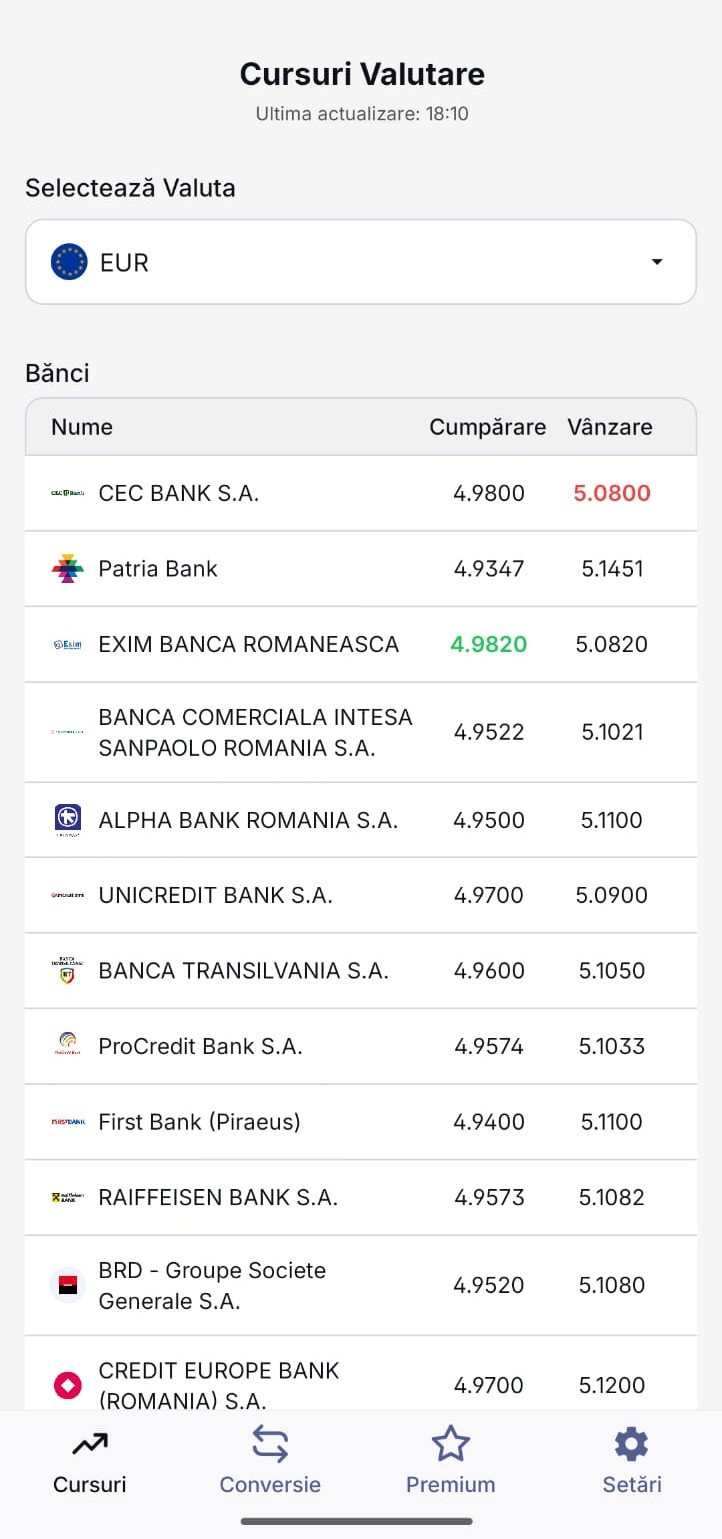 Cursuri Valutare
Ultima actualizare: 18:10
Selectează Valuta
EUR
Bănci
Nume Cumpărare Vânzare
CEC Bank CEC BANK S.A. 4.9800 5.0800
Patria Bank 4.9347 5.1451
Exim EXIM BANCA ROMANEASCA 4.9820 5.0820
BANCA COMERCIALA INTESA
SANPAOLO ROMANIA S.A. 4.9522 5.1021
ALPHA BANK ROMANIA S.A. 4.9500 5.1100
UNICREDIT BANK S.A. 4.9700 5.0900
BANCA TRANSILVANIA S.A. 4.9600 5.1050
ProCredit Bank S.A. 4.9574 5.1033
FIRSTBANK First Bank (Piraeus) 4.9400 5.1100
RAIFFEISEN BANK S.A. 4.9573 5.1082
BRD - Groupe Societe
Generale S.A. 4.9520 5.1080
CREDIT EUROPE BANK
(ROMANIA) S.A. 4.9700 5.1200
Cursuri Conversie Premium Setări